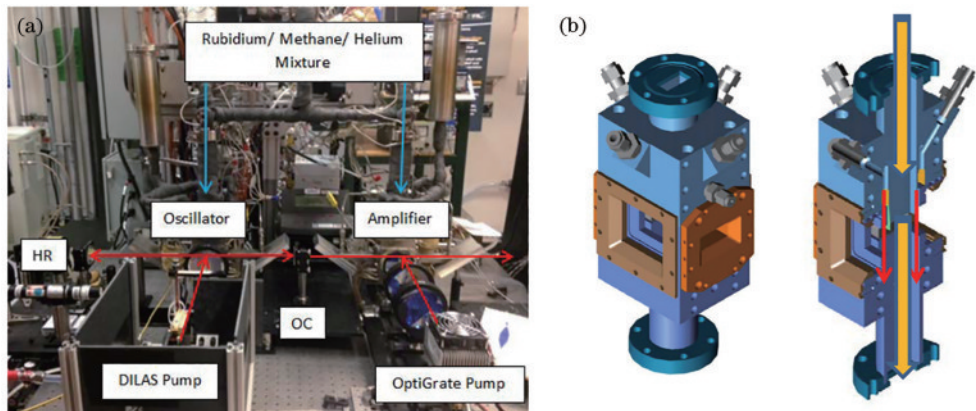 (a)
(b)
Rubidium/ Methane/ Helium
Mixture
Oscillator
Amplifier
HR
OC
DILAS Pump
OptiGrate Pump